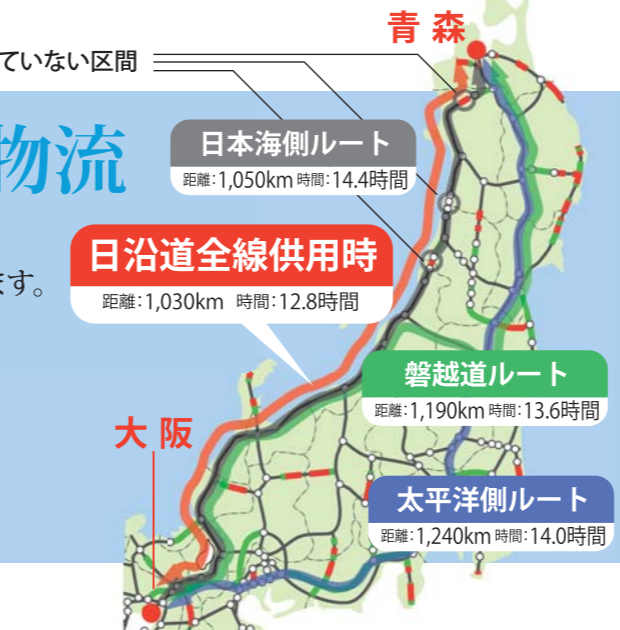 青森
ていない区間
物流
日本海側ルート
距離：1,050km 時間：14.4時間
ます。
日沿道全線供用時
距離：1,030km 時間：12.8時間
磐越道ルート
距離：1,190km 時間：13.6時間
大阪
太平洋側ルート
距離：1,240km 時間：14.0時間